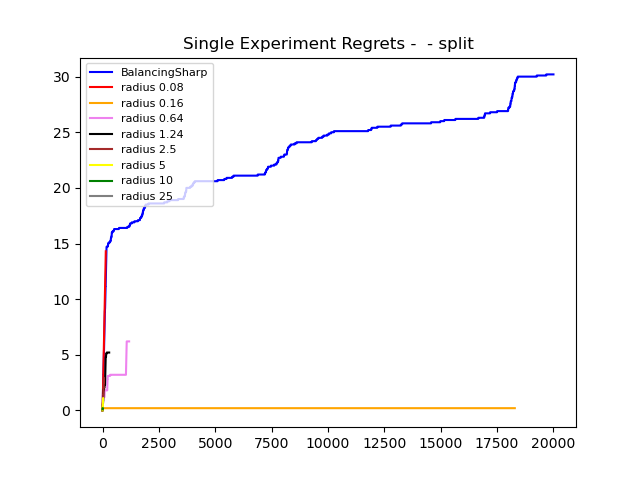 Single Experiment Regrets -  - split
BalancingSharp
radius 0.08
radius 0.16
radius 0.64
radius 1.24
radius 2.5
radius 5
radius 10
radius 25
30
25
20
15
10
5
0
0 2500 5000 7500 10000 12500 15000 17500 20000